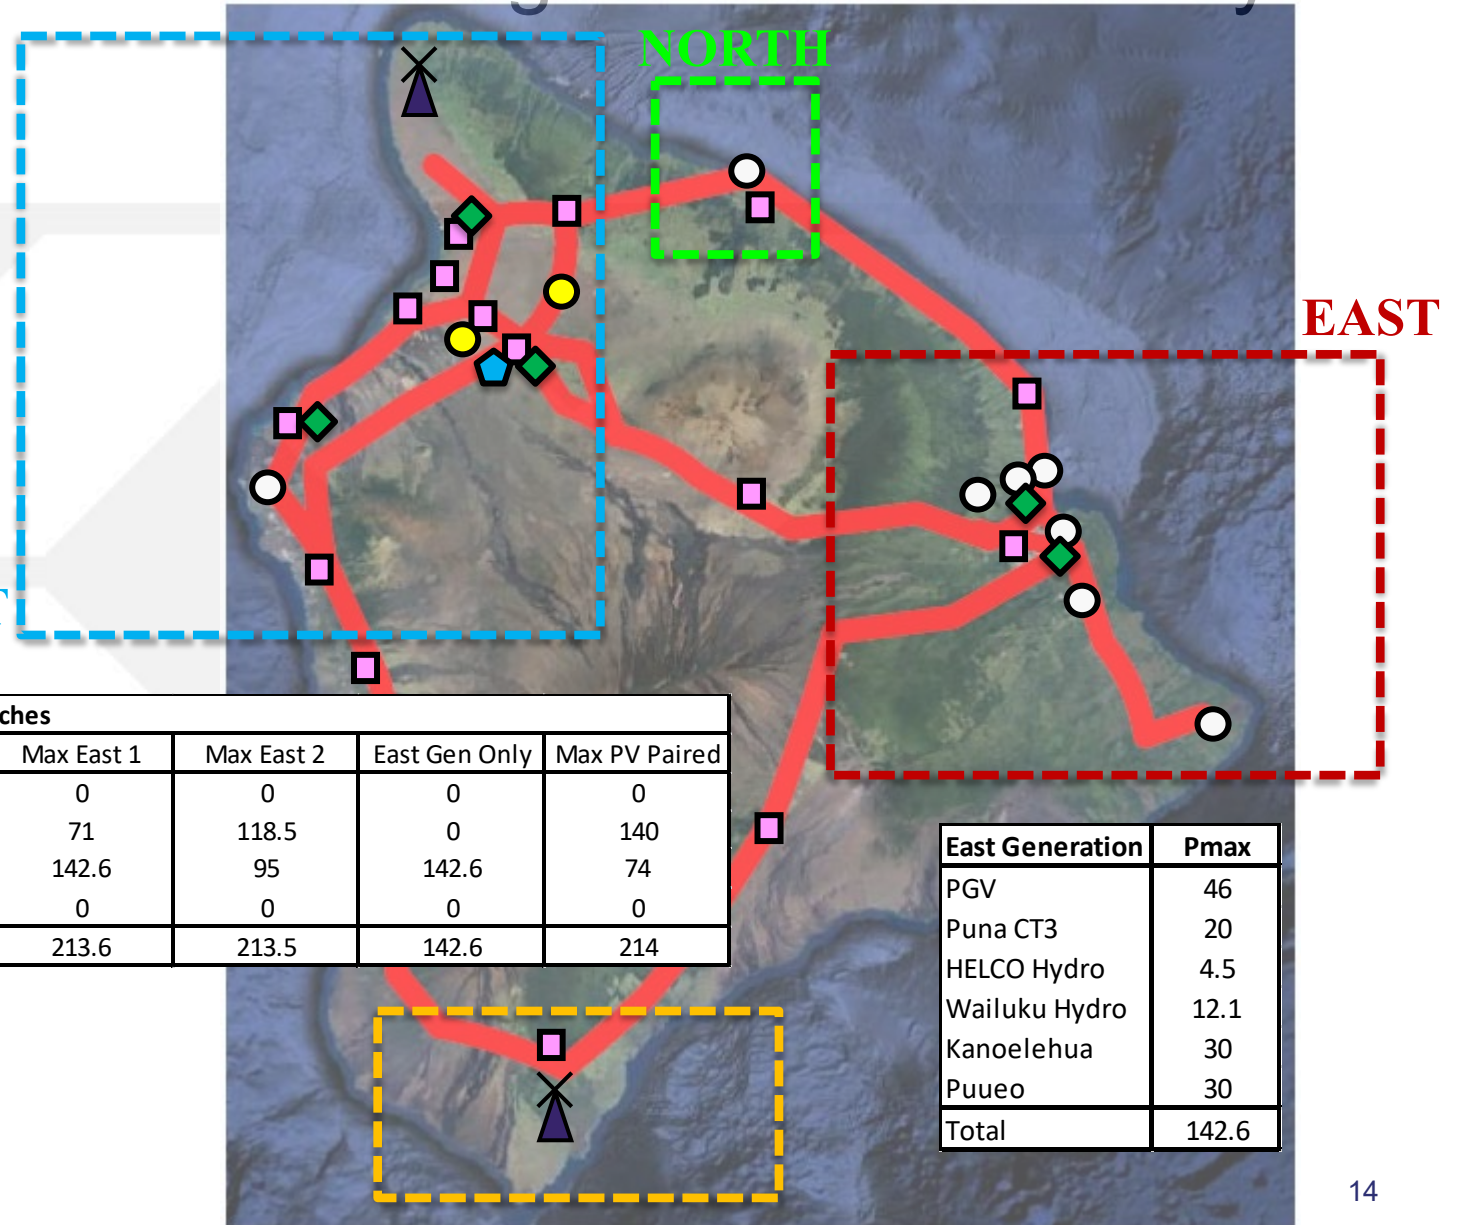 NORTH
EAST
ches
Max East 1 Max East 2 East Gen Only Max PV Paired
0 0 0 0
71 118.5 0 140
142.6 95 142.6 74
0 0 0 0
213.6 213.5 142.6 214
East Generation Pmax
PGV 46
Puna CT3 20
HELCO Hydro 4.5
Wailuku Hydro 12.1
Kanoelehua 30
Puueo 30
Total 142.6
14